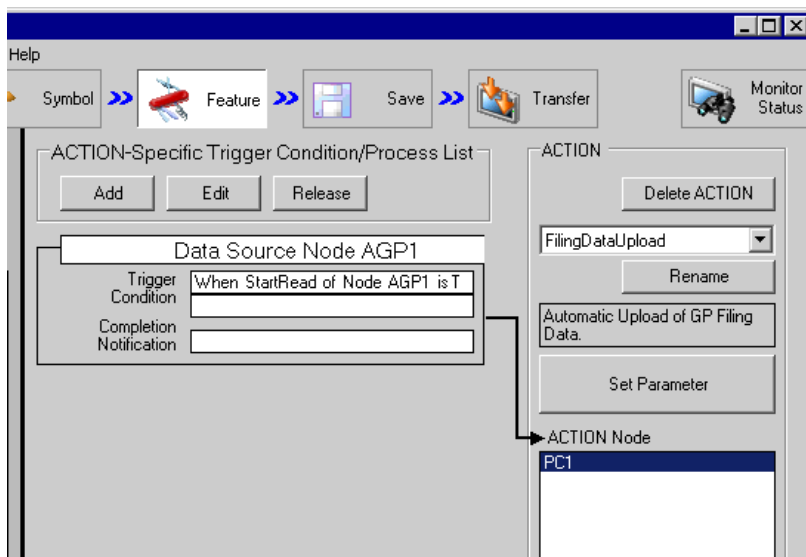 Help
Symbol
Feature
Save
Transfer
Monitor
Status
ACTION-Specific Trigger Condition/Process List
Add
Edit
Release
Data Source Node AGP1
Trigger
Condition
When StartRead of Node AGP1 is T
Completion
Notification
ACTION
Delete ACTION
FilingDataUpload
Rename
Automatic Upload of GP Filing
Data.
Set Parameter
ACTION Node
PC1